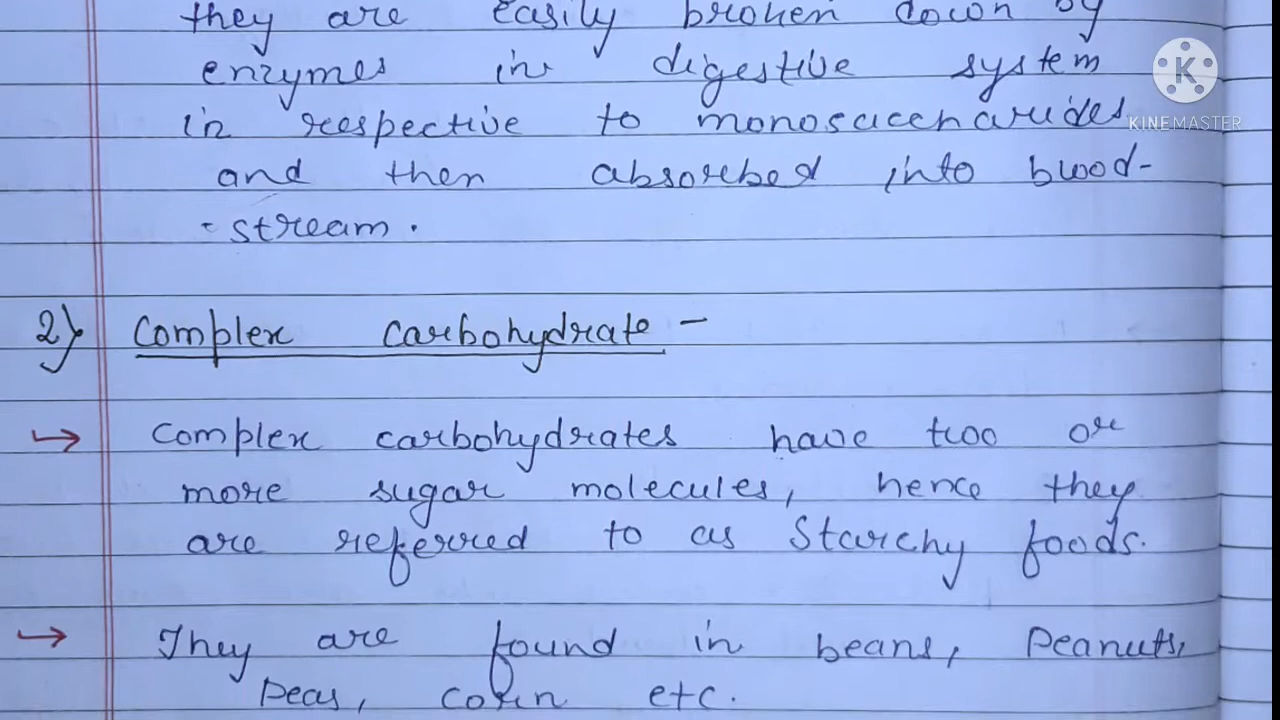 they are easily broken down by
enzymes in digestive system
in respective to monosaccharides
and then absorbed into blood-
- stream.
2) Complex carbohydrate -
→ Complex carbohydrates have two or
more sugar molecules, hence they
are referred to as Starchy foods.
→ They are found in beans, Peanuts,
Peas, corn etc.
K
KINEMASTER